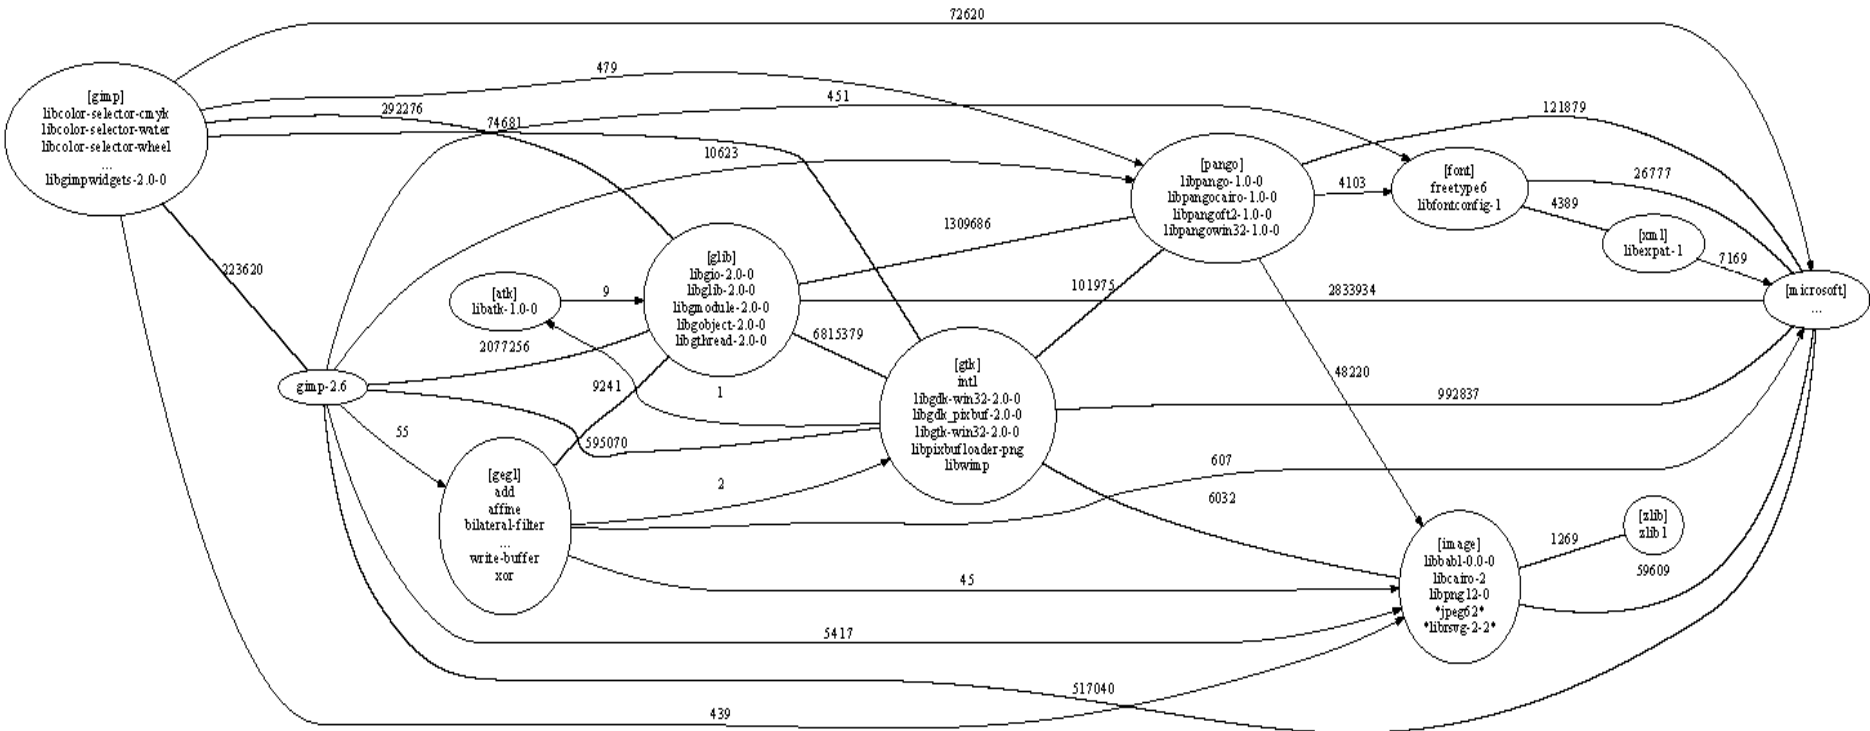 72620
479
451
121879
292276
74681
10623
[gimp]
libcolor-selector-cmyk
libcolor-selector-water
libcolor-selector-wheel
...
libgimpwidgets-2.0-0
[pango]
libpango-1.0-0
libpangocairo-1.0-0
libpangoft2-1.0-0
libpangowin32-1.0-0
4103
[font]
freetype6
libfontconfig-1
26777
4389
[xml]
libexpat-1
7169
[microsoft]
...
1309686
223620
[atk]
libatk-1.0-0
9
[glib]
libgio-2.0-0
libglib-2.0-0
libgmodule-2.0-0
libgobject-2.0-0
libgthread-2.0-0
101975
2833934
2077256
6815379
gimp-2.6
9241
1
[gtk]
intl
libgdk-win32-2.0-0
libgdk_pixbuf-2.0-0
libgtk-win32-2.0-0
libpixbufloader-png
libwimp
48220
992837
55
595070
[gegl]
add
affine
bilateral-filter
...
write-buffer
xor
2
607
6032
[image]
libbabl-0.0-0
libcairo-2
libpng12-0
*jpeg62*
*librsvg-2-2*
1269
[zlib]
zlib1
59609
45
5417
517040
439